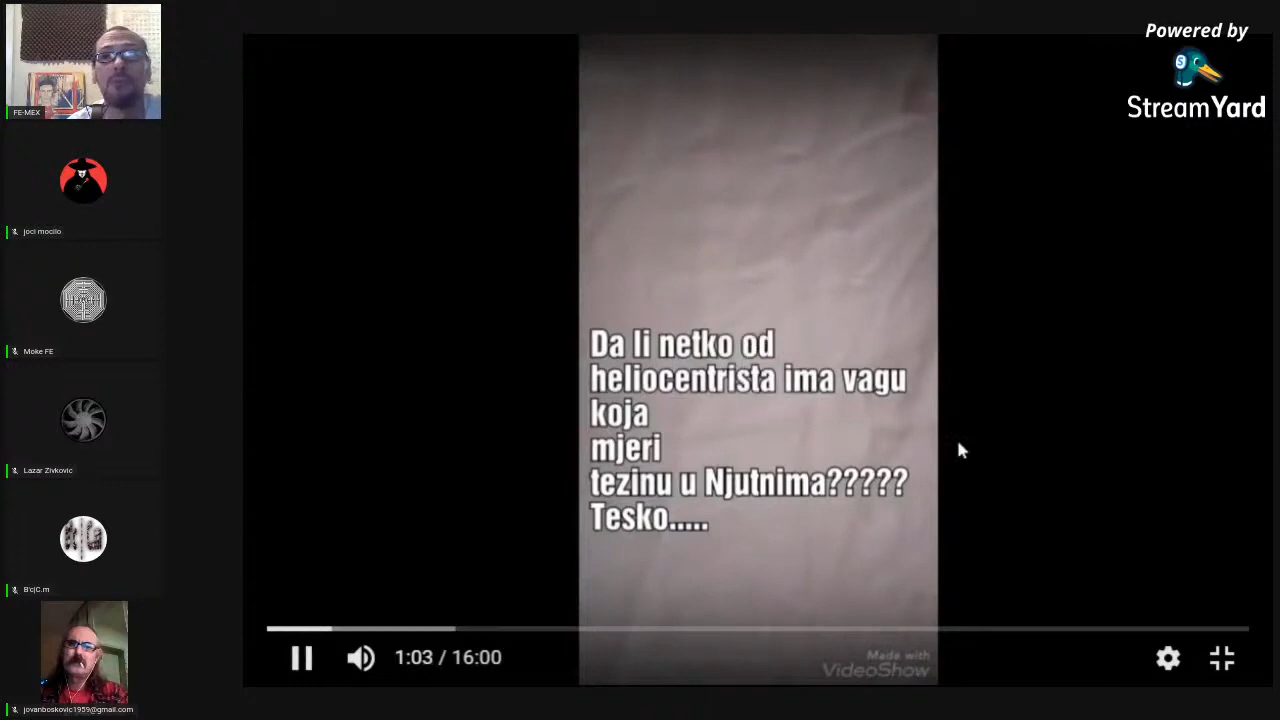 Powered by
StreamYard
FE-MEX
joci mocilo
Moke FE
Lazar Zivkovic
B'c|C.m
jovanboskovic1959@gmail.com
Da li netko od
heliocentrista ima vagu
koja
mjeri
tezinu u Njutnima?????
Tesko.....
Made with
VideoShow
1:03 / 16:00